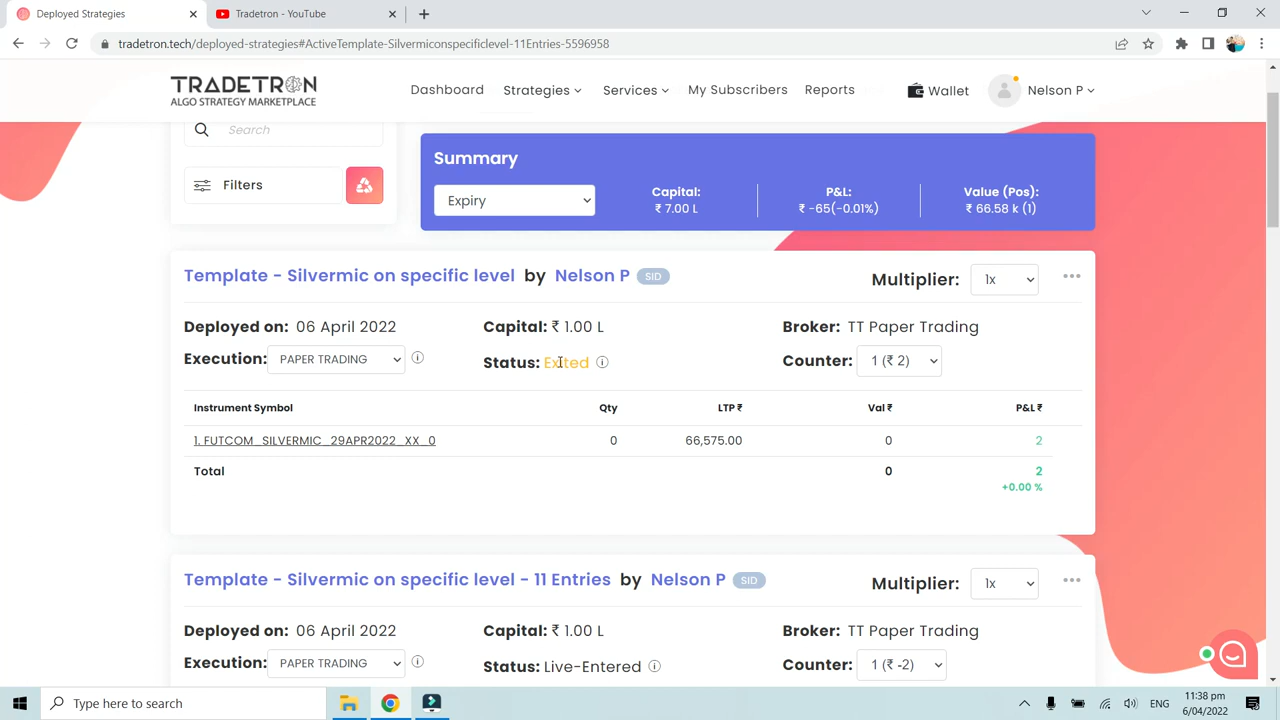 Deployed Strategies
Tradetron - YouTube
tradetron.tech/deployed-strategies#ActiveTemplate-Silvermiconspecificlevel-11Entries-5596958
TRADETRON
ALGO STRATEGY MARKETPLACE
Dashboard
Strategies
Services
My Subscribers
Reports
Wallet
Nelson P
Search
Filters
Summary
Expiry
Capital:
₹ 7.00 L
P&L:
₹ -65(-0.01%)
Value (Pos):
₹ 66.58 k (1)
Template - Silvermic on specific level by Nelson P SID
Multiplier: 1x
Deployed on: 06 April 2022
Capital: ₹ 1.00 L
Broker: TT Paper Trading
Execution: PAPER TRADING
Status: Exited
Counter: 1 (₹ 2)
Instrument Symbol Qty LTP ₹ Val ₹ P&L ₹
1. FUTCOM_SILVERMIC_29APR2022_XX_0 0 66,575.00 0 2
Total 0 2
+0.00 %
Template - Silvermic on specific level - 11 Entries by Nelson P SID
Multiplier: 1x
Deployed on: 06 April 2022
Capital: ₹ 1.00 L
Broker: TT Paper Trading
Execution: PAPER TRADING
Status: Live-Entered
Counter: 1 (₹ -2)
Type here to search
ENG
11:38 pm
6/04/2022